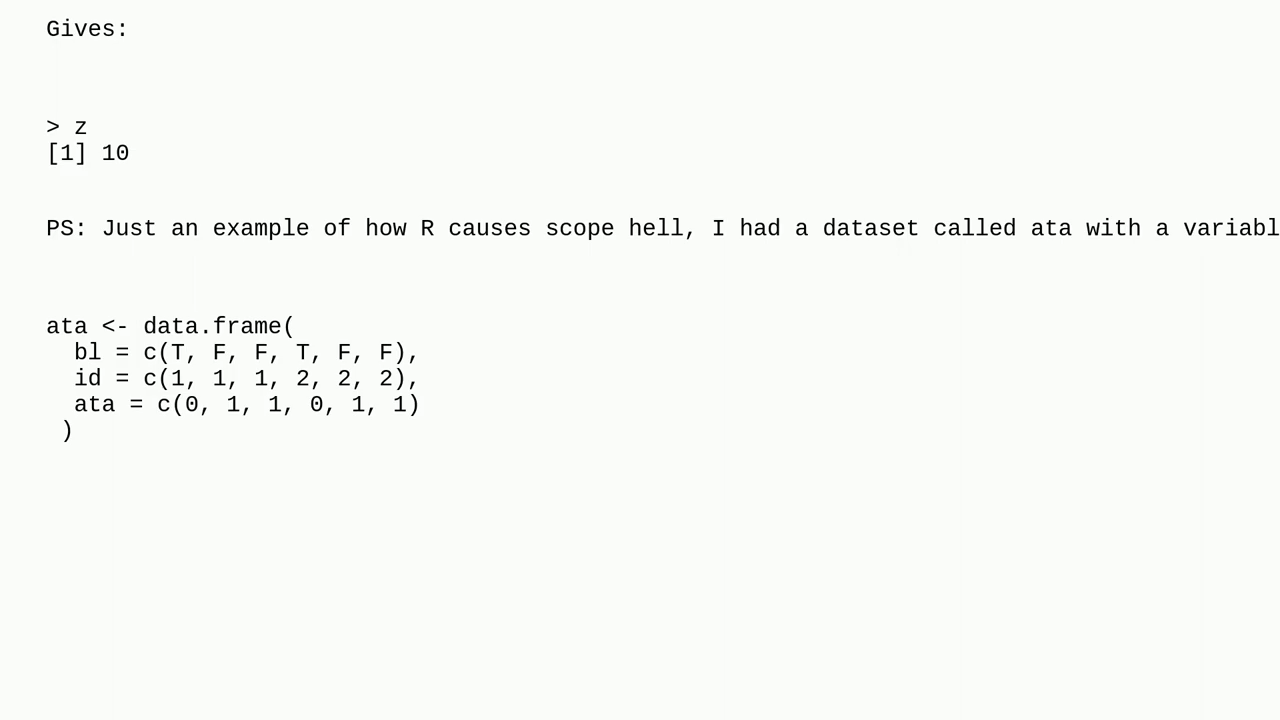 Gives:
> z
[1] 10
PS: Just an example of how R causes scope hell, I had a dataset called ata with a variabl
ata <- data.frame(
  bl = c(T, F, F, T, F, F),
  id = c(1, 1, 1, 2, 2, 2),
  ata = c(0, 1, 1, 0, 1, 1)
 )